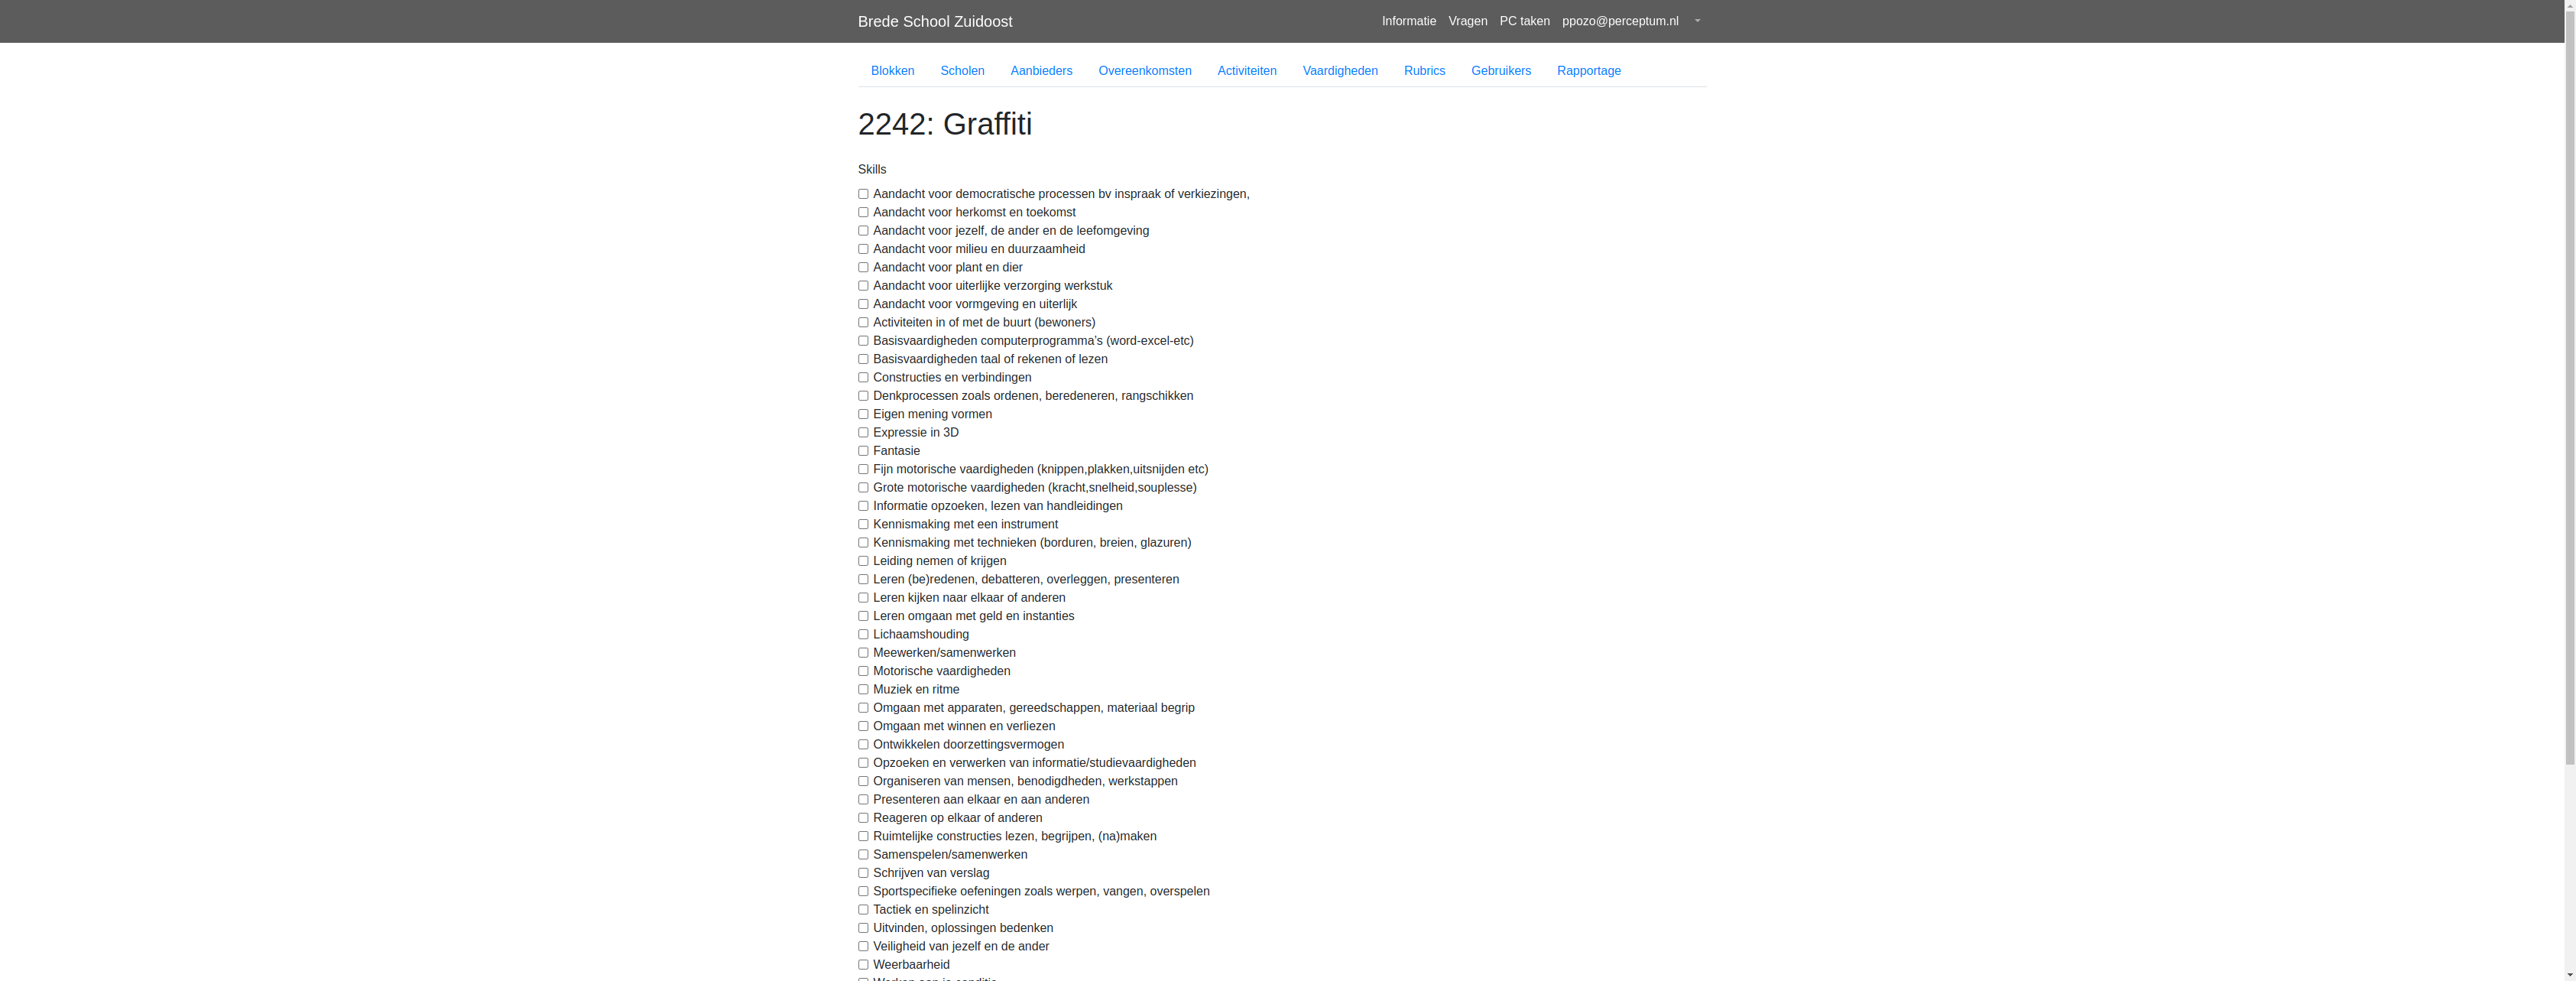 Brede School Zuidoost
Informatie Vragen PC taken ppozo@perceptum.nl
Blokken Scholen Aanbieders Overeenkomsten Activiteiten Vaardigheden Rubrics Gebruikers Rapportage
2242: Graffiti
Skills
Aandacht voor democratische processen bv inspraak of verkiezingen,
Aandacht voor herkomst en toekomst
Aandacht voor jezelf, de ander en de leefomgeving
Aandacht voor milieu en duurzaamheid
Aandacht voor plant en dier
Aandacht voor uiterlijke verzorging werkstuk
Aandacht voor vormgeving en uiterlijk
Activiteiten in of met de buurt (bewoners)
Basisvaardigheden computerprogramma’s (word-excel-etc)
Basisvaardigheden taal of rekenen of lezen
Constructies en verbindingen
Denkprocessen zoals ordenen, beredeneren, rangschikken
Eigen mening vormen
Expressie in 3D
Fantasie
Fijn motorische vaardigheden (knippen,plakken,uitsnijden etc)
Grote motorische vaardigheden (kracht,snelheid,souplesse)
Informatie opzoeken, lezen van handleidingen
Kennismaking met een instrument
Kennismaking met technieken (borduren, breien, glazuren)
Leiding nemen of krijgen
Leren (be)redenen, debatteren, overleggen, presenteren
Leren kijken naar elkaar of anderen
Leren omgaan met geld en instanties
Lichaamshouding
Meewerken/samenwerken
Motorische vaardigheden
Muziek en ritme
Omgaan met apparaten, gereedschappen, materiaal begrip
Omgaan met winnen en verliezen
Ontwikkelen doorzettingsvermogen
Opzoeken en verwerken van informatie/studievaardigheden
Organiseren van mensen, benodigdheden, werkstappen
Presenteren aan elkaar en aan anderen
Reageren op elkaar of anderen
Ruimtelijke constructies lezen, begrijpen, (na)maken
Samenspelen/samenwerken
Schrijven van verslag
Sportspecifieke oefeningen zoals werpen, vangen, overspelen
Tactiek en spelinzicht
Uitvinden, oplossingen bedenken
Veiligheid van jezelf en de ander
Weerbaarheid